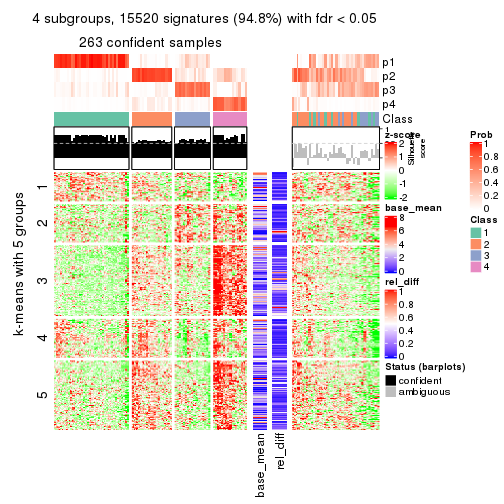 4 subgroups, 15520 signatures (94.8%) with fdr < 0.05
263 confident samples
p1
p2
p3
p4
Class
1
Silhouette
score
k-means with 5 groups
1
2
3
4
5
base_mean
rel_diff
z-score
2
1
0
-2
base_mean
8
6
4
2
0
rel_diff
1
0.8
0.6
0.4
0.2
0
Status (barplots)
confident
ambiguous
Prob
1
0.8
0.6
0.4
0.2
0
Class
1
2
3
4